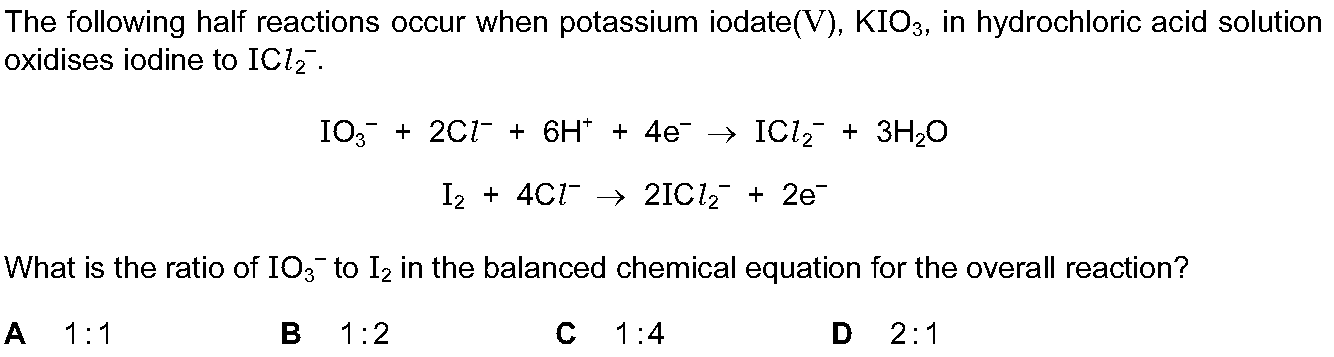 The following half reactions occur when potassium iodate(V), KIO₃, in hydrochloric acid solution
oxidises iodine to ICl₂⁻.
IO₃⁻ + 2Cl⁻ + 6H⁺ + 4e⁻ → ICl₂⁻ + 3H₂O
I₂ + 4Cl⁻ → 2ICl₂⁻ + 2e⁻
What is the ratio of IO₃⁻ to I₂ in the balanced chemical equation for the overall reaction?
A 1:1 B 1:2 C 1:4 D 2:1